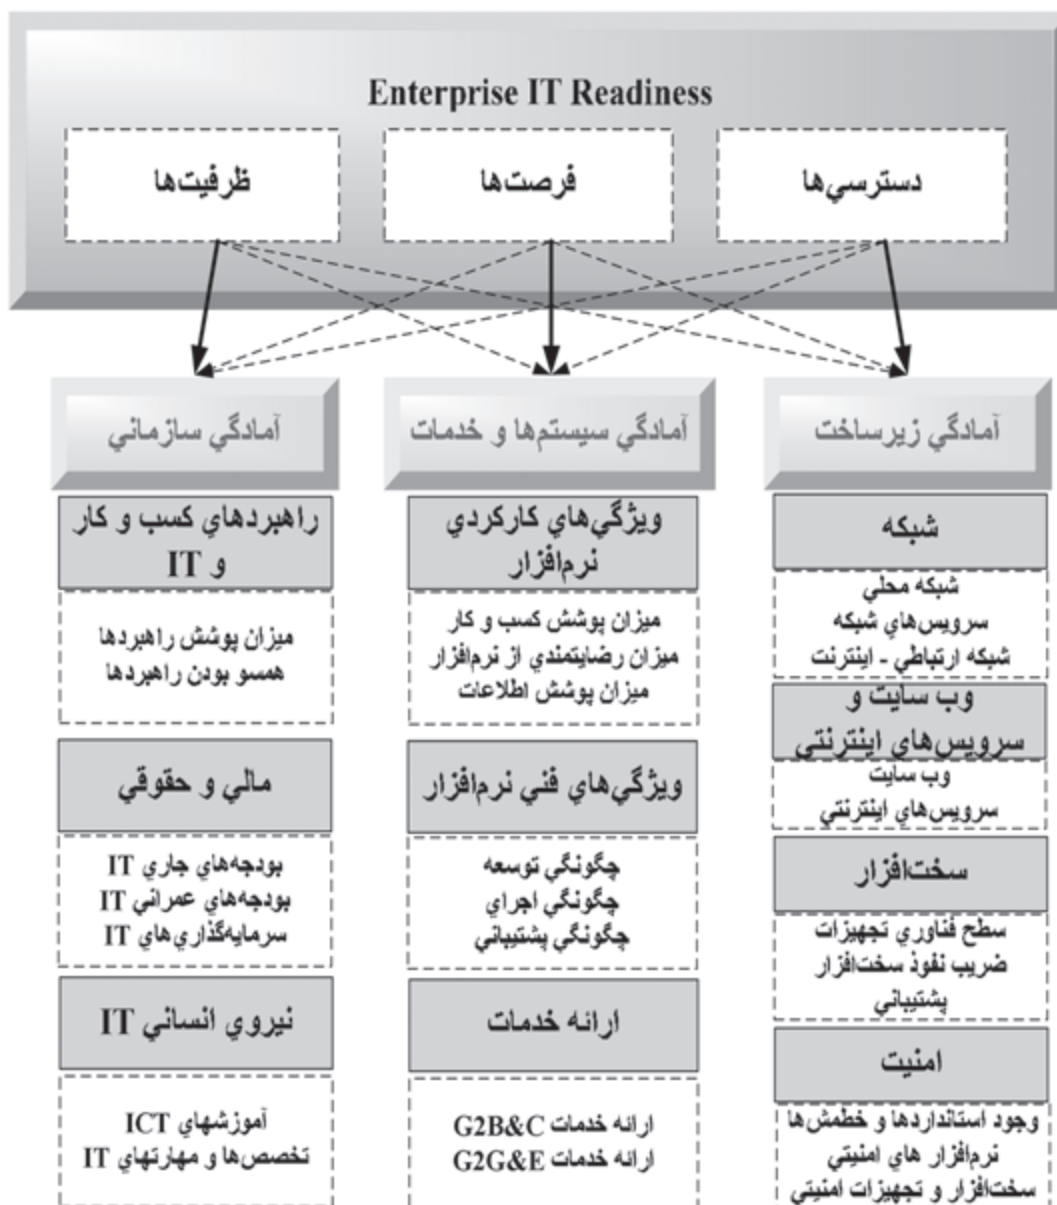 Enterprise IT Readiness
دسترسي‌ها
فرصت‌ها
ظرفيت‌ها
آمادگي زيرساخت
شبكه
شبكه محلي
سرويس‌هاي شبكه
شبكه ارتباطي - اينترنت
وب سايت و
سرويس‌هاي اينترنتي
وب سايت
سرويس‌هاي اينترنتي
سخت‌افزار
سطح فناوري تجهيزات
ضريب نفوذ سخت‌افزار
پشتيباني
امنيت
وجود استانداردها و خطمش‌ها
نرم‌افزار هاي امنيتي
سخت‌افزار و تجهيزات امنيتي
آمادگي سيستم‌ها و خدمات
ويژگي‌هاي كاركردي
نرم‌افزار
ميزان پوشش كسب و كار
ميزان رضايتمندي از نرم‌افزار
ميزان پوشش اطلاعات
ويژگي‌هاي فني نرم‌افزار
چگونگي توسعه
چگونگي اجراي
چگونگي پشتيباني
ارائه خدمات
ارائه خدمات G2B&C
ارائه خدمات G2G&E
آمادگي سازماني
راهبردهاي كسب و كار
و IT
ميزان پوشش راهبردها
همسو بودن راهبردها
مالي و حقوقي
بودجه‌هاي جاري IT
بودجه‌هاي عمراني IT
سرمايه‌گذاري‌هاي IT
نيروي انساني IT
آموزشهاي ICT
تخصص‌ها و مهارتهاي IT